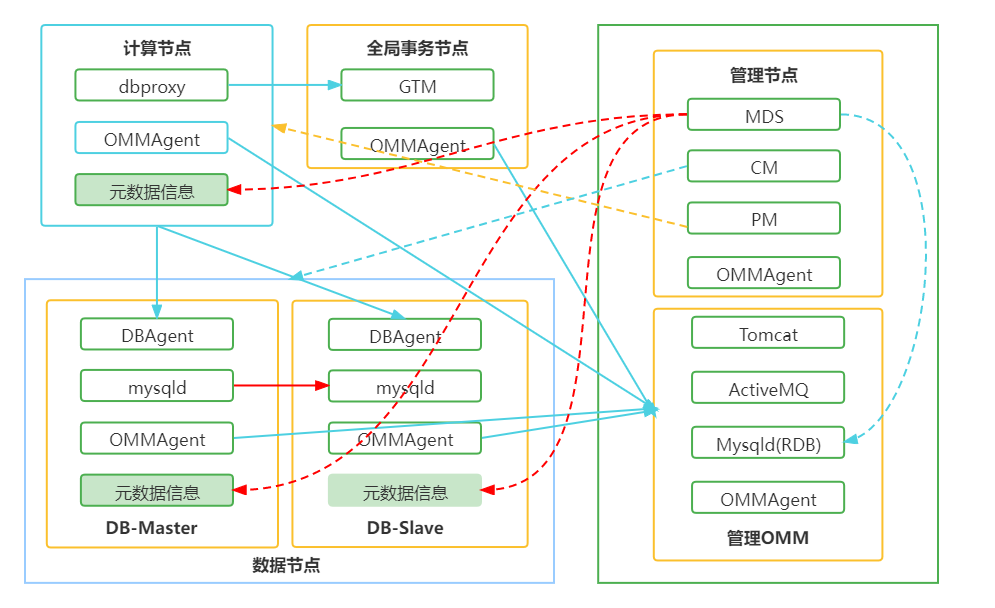 计算节点
dbproxy
OMMAgent
元数据信息
全局事务节点
GTM
OMMAgent
管理节点
MDS
CM
PM
OMMAgent
DBAgent
mysqld
OMMAgent
元数据信息
DB-Master
DBAgent
mysqld
OMMAgent
元数据信息
DB-Slave
数据节点
Tomcat
ActiveMQ
Mysqld(RDB)
OMMAgent
管理OMM